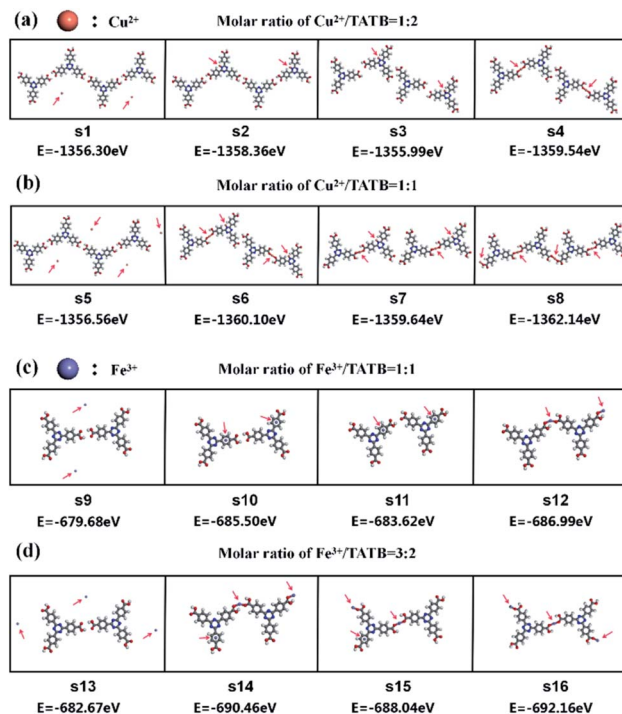 (a) : Cu²⁺ Molar ratio of Cu²⁺/TATB=1:2
s1 s2 s3 s4
E=-1356.30eV E=-1358.36eV E=-1355.99eV E=-1359.54eV
(b) Molar ratio of Cu²⁺/TATB=1:1
s5 s6 s7 s8
E=-1356.56eV E=-1360.10eV E=-1359.64eV E=-1362.14eV
(c) : Fe³⁺ Molar ratio of Fe³⁺/TATB=1:1
s9 s10 s11 s12
E=-679.68eV E=-685.50eV E=-683.62eV E=-686.99eV
(d) Molar ratio of Fe³⁺/TATB=3:2
s13 s14 s15 s16
E=-682.67eV E=-690.46eV E=-688.04eV E=-692.16eV